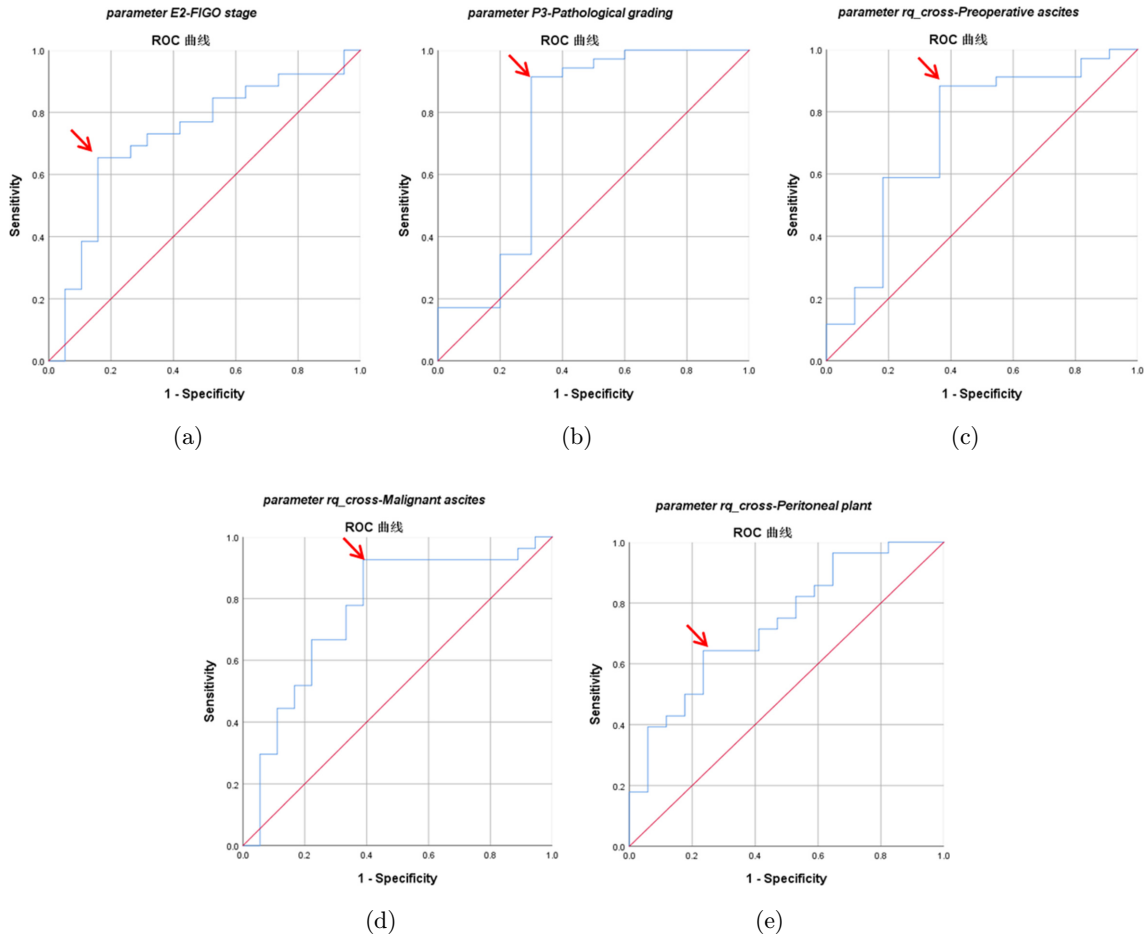 parameter E2-FIGO stage
ROC 曲线
1.0
0.8
0.6
0.4
0.2
0.0
Sensitivity
0.0 0.2 0.4 0.6 0.8 1.0
1 - Specificity
(a)
parameter P3-Pathological grading
ROC 曲线
1.0
0.8
0.6
0.4
0.2
0.0
Sensitivity
0.0 0.2 0.4 0.6 0.8 1.0
1 - Specificity
(b)
parameter rq_cross-Preoperative ascites
ROC 曲线
1.0
0.8
0.6
0.4
0.2
0.0
Sensitivity
0.0 0.2 0.4 0.6 0.8 1.0
1 - Specificity
(c)
parameter rq_cross-Malignant ascites
ROC 曲线
1.0
0.8
0.6
0.4
0.2
0.0
Sensitivity
0.0 0.2 0.4 0.6 0.8 1.0
1 - Specificity
(d)
parameter rq_cross-Peritoneal plant
ROC 曲线
1.0
0.8
0.6
0.4
0.2
0.0
Sensitivity
0.0 0.2 0.4 0.6 0.8 1.0
1 - Specificity
(e)